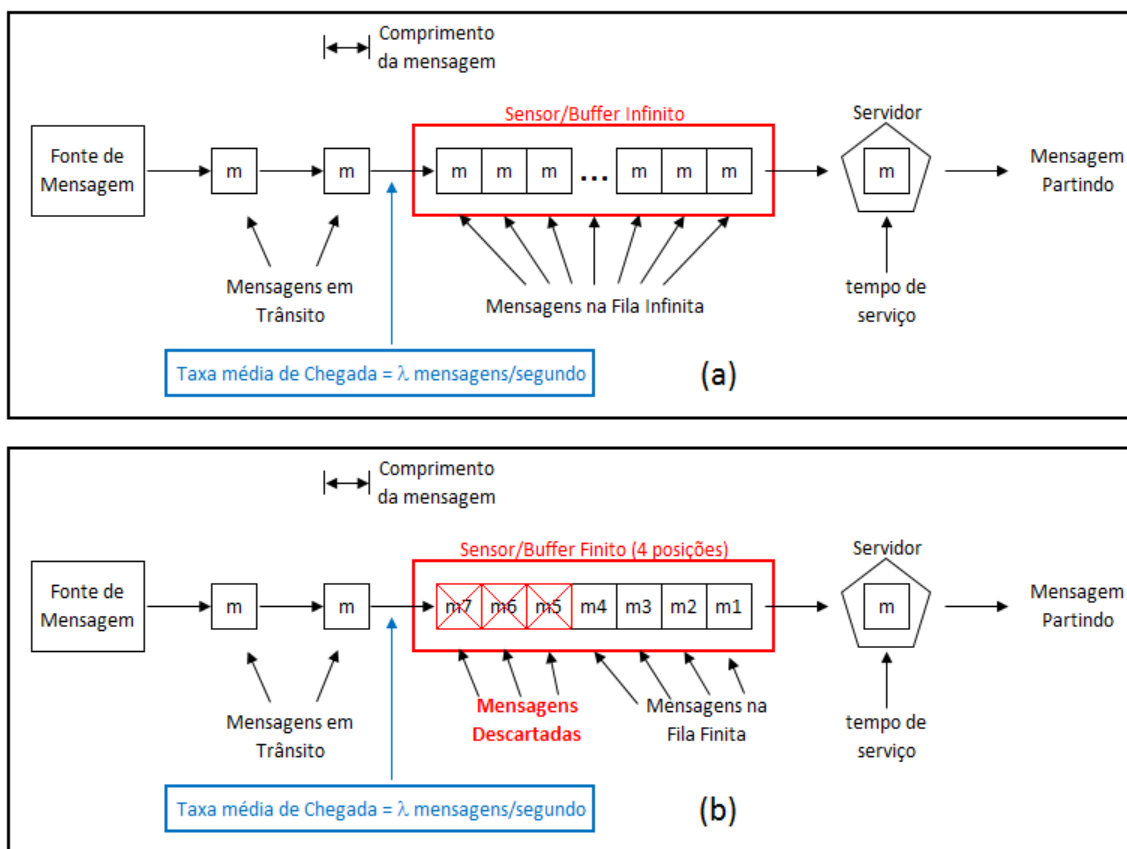 Comprimento
da mensagem
Sensor/Buffer Infinito
Servidor
Fonte de
Mensagem
m
m
m
m
m
...
m
m
m
m
Mensagem
Partindo
Mensagens em
Trânsito
Mensagens na Fila Infinita
tempo de
serviço
Taxa média de Chegada = λ mensagens/segundo
(a)
Comprimento
da mensagem
Sensor/Buffer Finito (4 posições)
Servidor
Fonte de
Mensagem
m
m
m7
m6
m5
m4
m3
m2
m1
m
Mensagem
Partindo
Mensagens em
Trânsito
Mensagens
Descartadas
Mensagens na
Fila Finita
tempo de
serviço
Taxa média de Chegada = λ mensagens/segundo
(b)